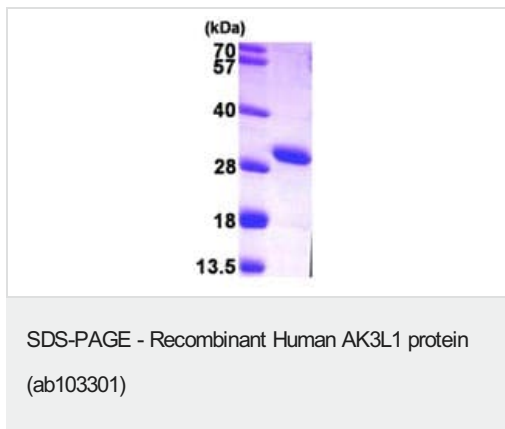 (kDa)
70
57
40
28
18
13.5
SDS-PAGE - Recombinant Human AK3L1 protein
(ab103301)